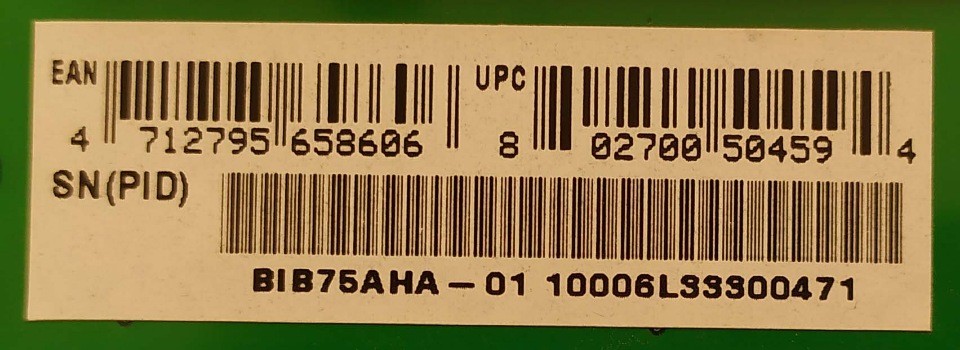 EAN UPC
4 712795 658606 8 02700 50459 4
SN(PID)
BIB75AHA-01 10006L33300471